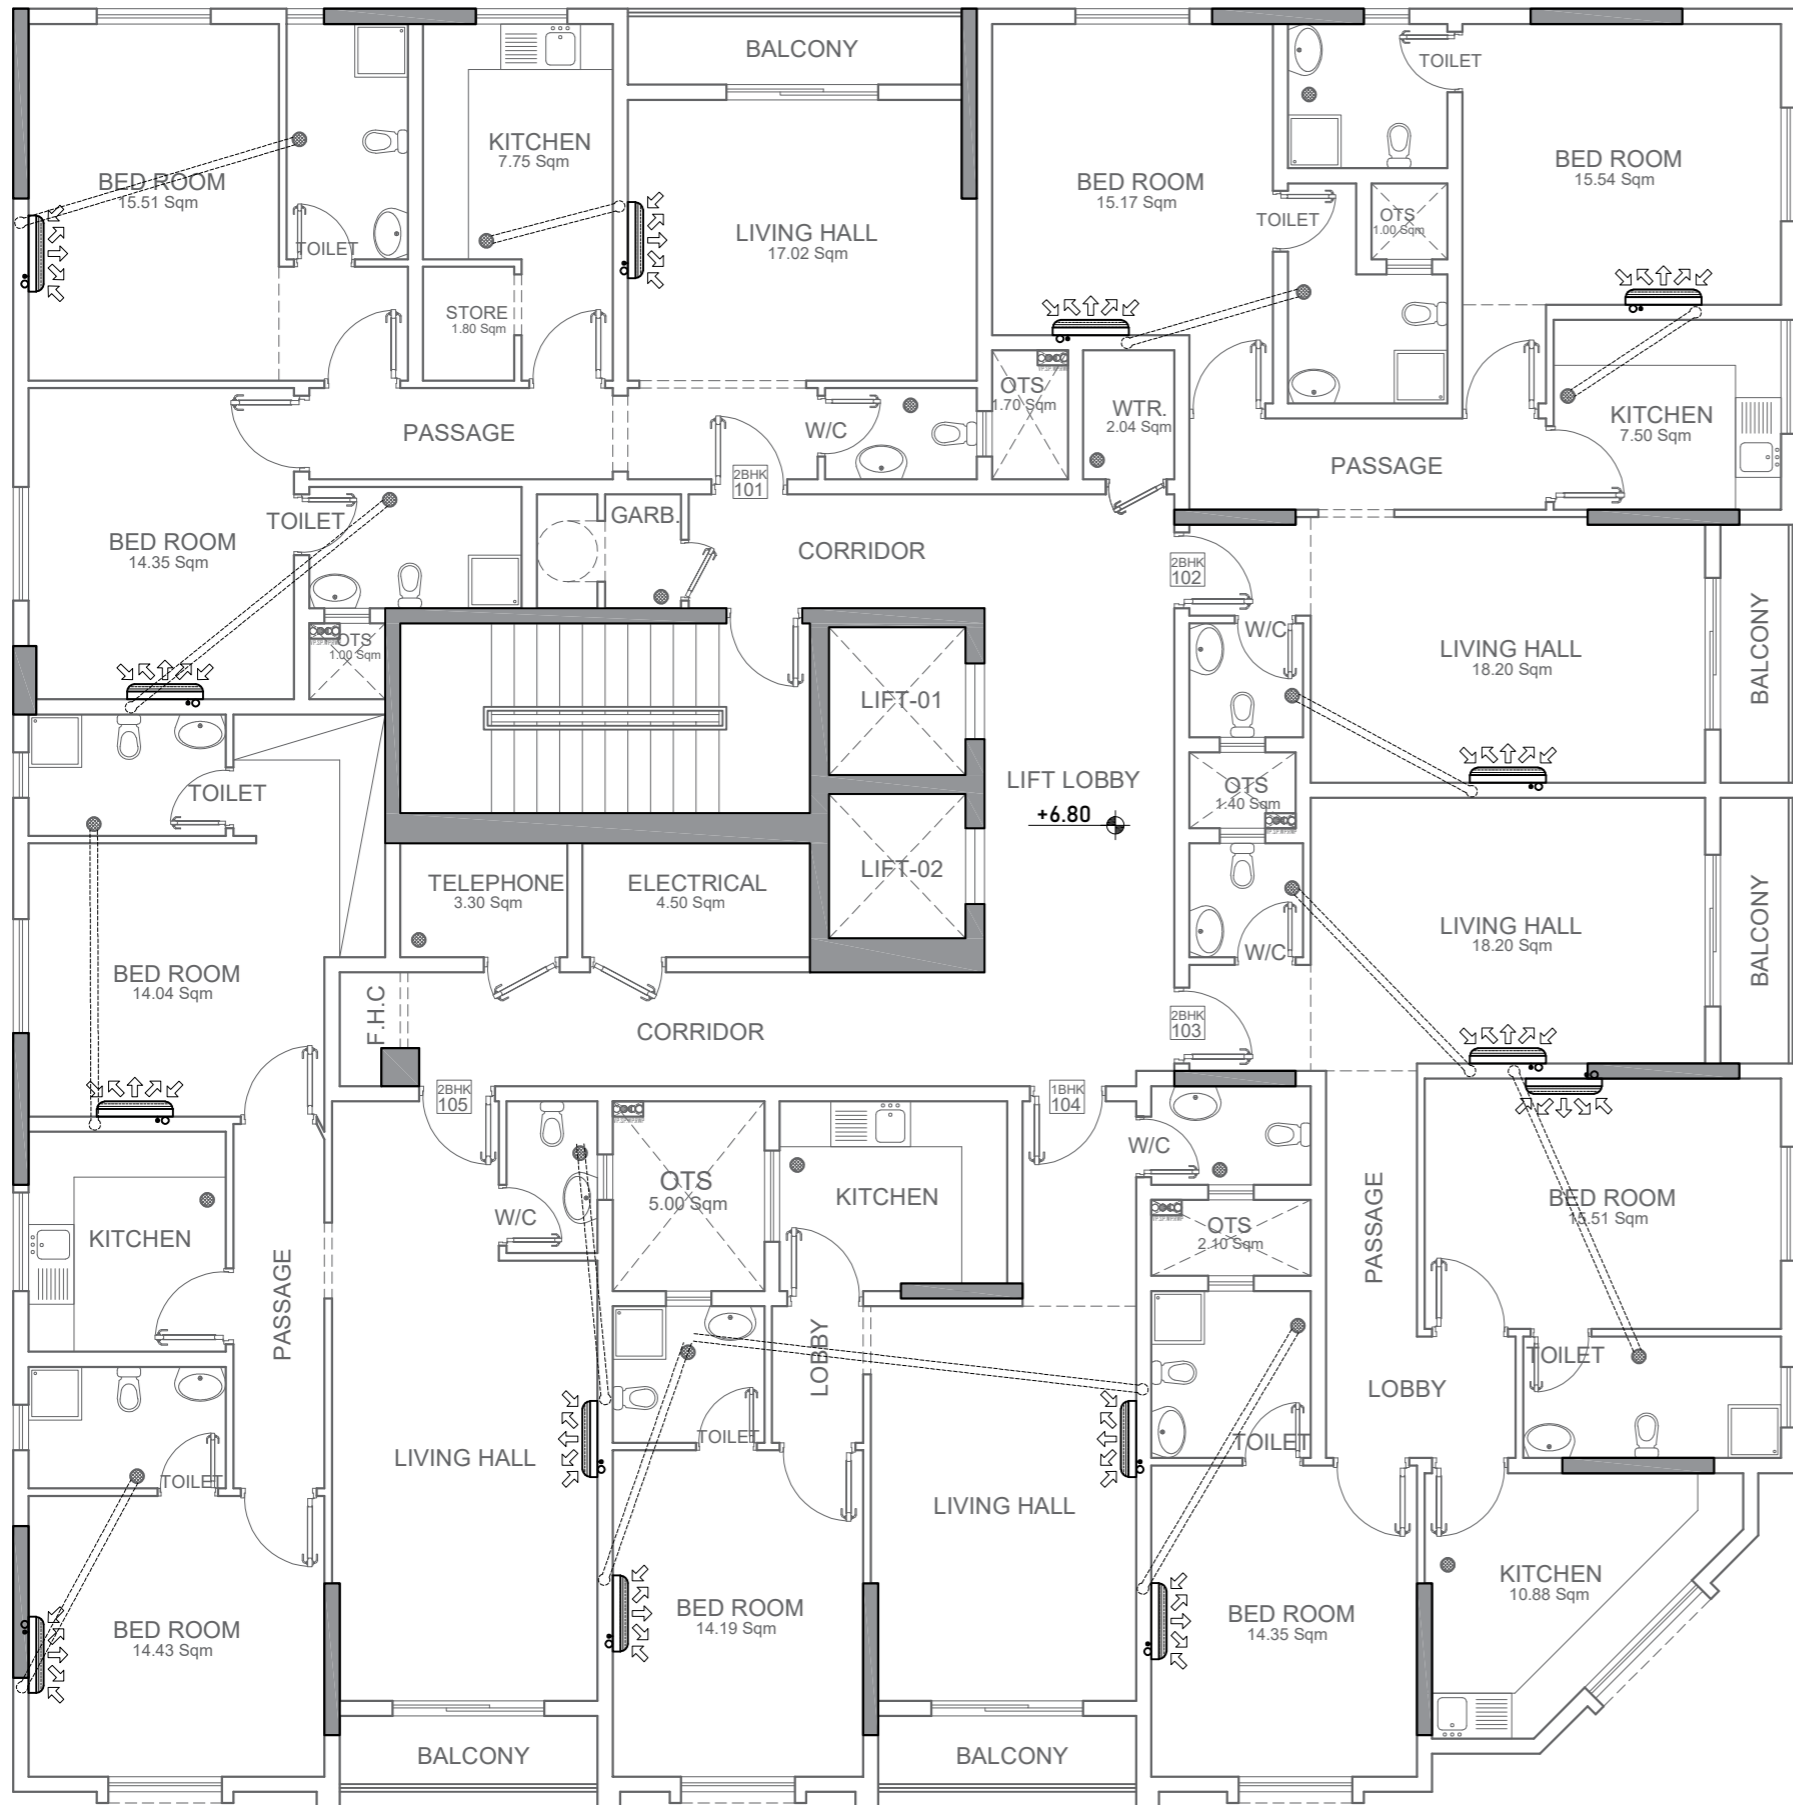 BALCONY
BED ROOM
15.51 Sqm
TOILET
KITCHEN
7.75 Sqm
STORE
1.80 Sqm
LIVING HALL
17.02 Sqm
BED ROOM
15.17 Sqm
TOILET
TOILET
OTS
1.00 Sqm
BED ROOM
15.54 Sqm
PASSAGE
W/C
2BHK
101
OTS
1.70 Sqm
WTR.
2.04 Sqm
PASSAGE
KITCHEN
7.50 Sqm
BED ROOM
14.35 Sqm
TOILET
GARB.
CORRIDOR
2BHK
102
OTS
1.00 Sqm
W/C
LIVING HALL
18.20 Sqm
BALCONY
LIFT-01
TOILET
LIFT LOBBY
+6.80
OTS
1.40 Sqm
LIFT-02
TELEPHONE
3.30 Sqm
ELECTRICAL
4.50 Sqm
W/C
LIVING HALL
18.20 Sqm
BALCONY
BED ROOM
14.04 Sqm
F.H.C
CORRIDOR
2BHK
103
2BHK
105
1BHK
104
W/C
KITCHEN
PASSAGE
W/C
OTS
5.00 Sqm
KITCHEN
OTS
2.10 Sqm
PASSAGE
BED ROOM
15.51 Sqm
LOBBY
TOILET
LOBBY
TOILET
LIVING HALL
TOILET
TOILET
LIVING HALL
BED ROOM
14.43 Sqm
BED ROOM
14.19 Sqm
BED ROOM
14.35 Sqm
KITCHEN
10.88 Sqm
BALCONY
BALCONY